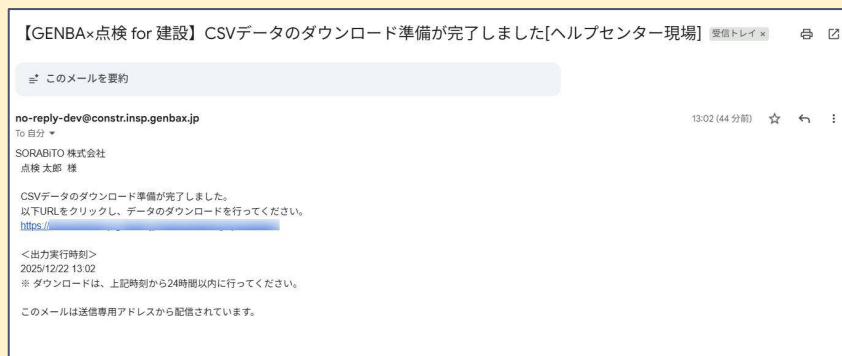 【GENBA×点検 for 建設】CSVデータのダウンロード準備が完了しました[ヘルプセンター現場] 受信トレイ ×
このメールを要約
no-reply-dev@constr.insp.genbax.jp 13:02 (44 分前)
To 自分
SORABITO 株式会社
点検 太郎 様
CSVデータのダウンロード準備が完了しました。
以下URLをクリックし、データのダウンロードを行ってください。
https://
＜出力実行時刻＞
2025/12/22 13:02
※ ダウンロードは、上記時刻から24時間以内に行ってください。
このメールは送信専用アドレスから配信されています。